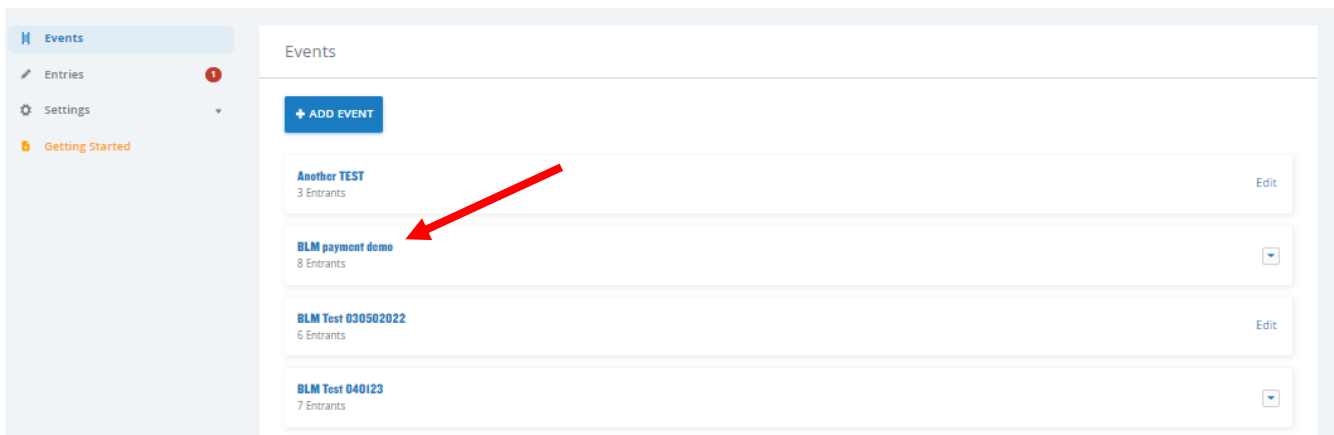 Events
Entries
1
Settings
Getting Started
Events
+ ADD EVENT
Another TEST
3 Entrants
Edit
BLM payment demo
8 Entrants
BLM Test 030502022
6 Entrants
Edit
BLM Test 040123
7 Entrants